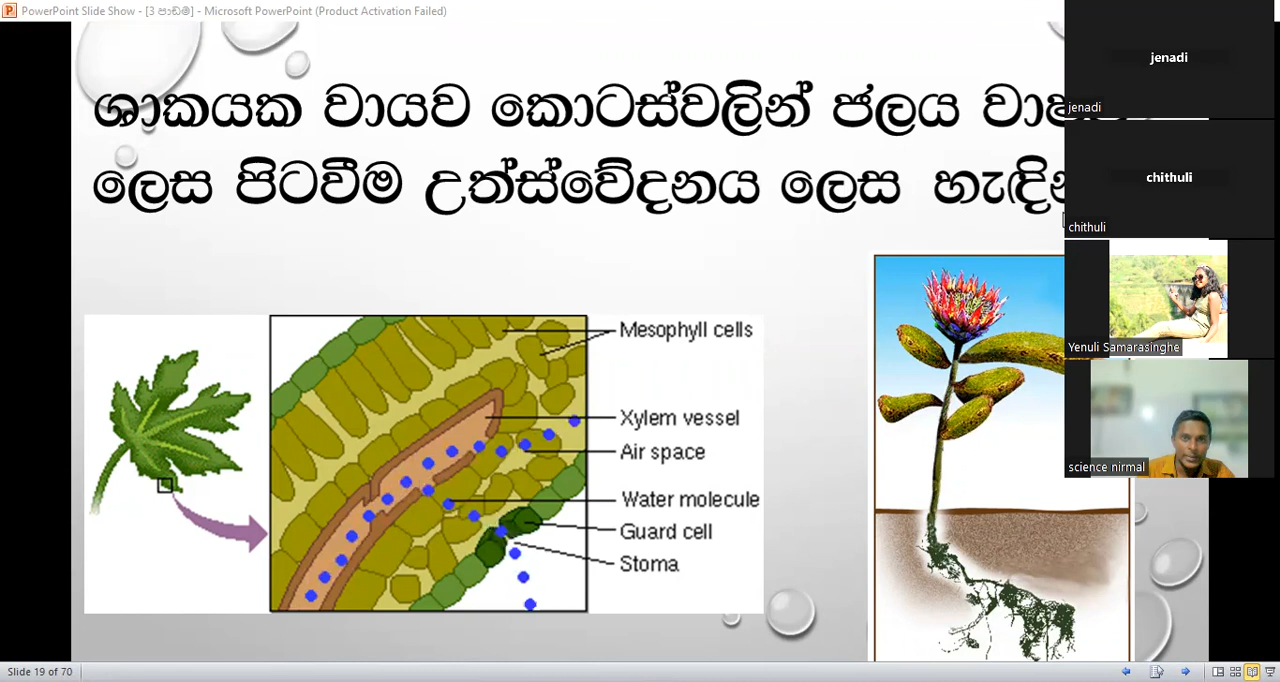 PowerPoint Slide Show - [3 පාඩම] - Microsoft PowerPoint (Product Activation Failed)
ශාකයක වායව කොටස්වලින් ජලය
ලෙස පිටවීම උත්ස්වේදනය ලෙස
jenadi
jenadi
chithuli
chithuli
Yenuli Samarasinghe
science nirmal
Mesophyll cells
Xylem vessel
Air space
Water molecule
Guard cell
Stoma
Slide 19 of 70